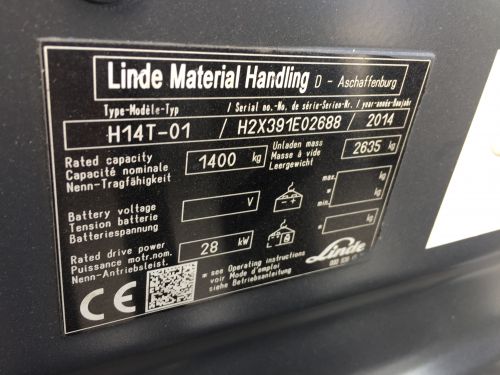 Linde Material Handling D - Aschaffenburg
Type-Modèle-Typ / Serial no.-No. de série-Serien-Nr. / year-année-Baujahr
H14T-01 / H2X391E02688 / 2014
Rated capacity
Capacité nominale
Nenn-Tragfähigkeit
1400 kg
Unladen mass
Masse à vide
Leergewicht
2635 kg
Battery voltage
Tension batterie
Batteriespannung
V
max. kg
= =
min. kg
Rated drive power
Puissance motr.nom.
Nenn-Antriebsleist.
28 kW
= kg
* see Operating instructions
voir Mode d'emploi
siehe Betriebsanleitung
Linde
CE